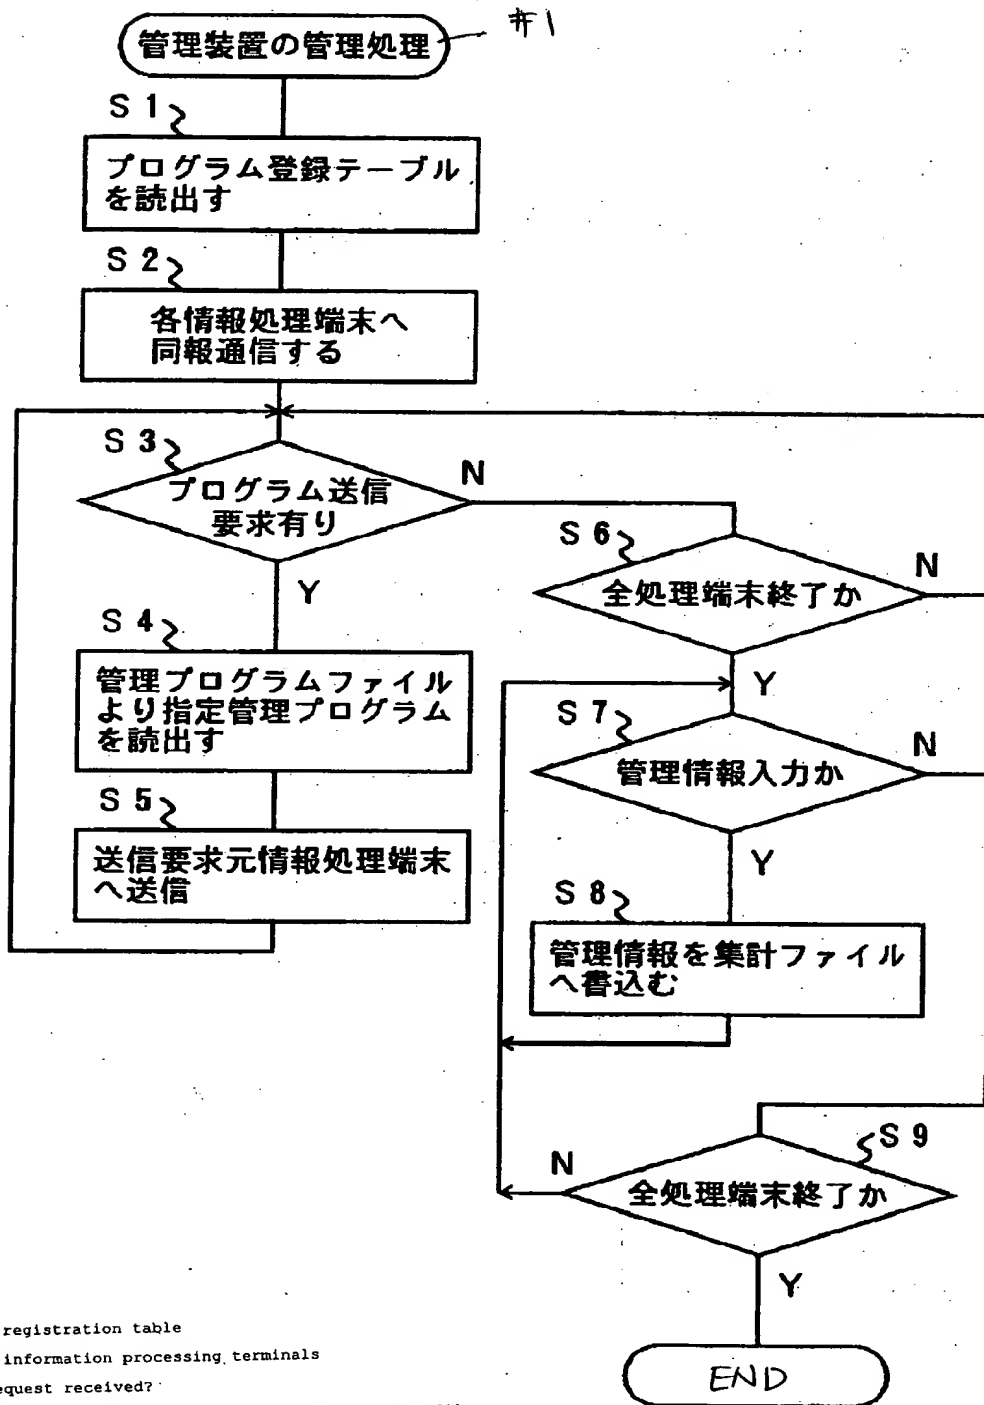 管理装置の管理処理
#1
S1
プログラム登録テーブル
を読出す
S2
各情報処理端末へ
同報通信する
S3
プログラム送信
要求有り
N
Y
S4
管理プログラムファイル
より指定管理プログラム
を読出す
S5
送信要求元情報処理端末
へ送信
S6
全処理端末終了か
N
Y
S7
管理情報入力か
N
Y
S8
管理情報を集計ファイル
へ書込む
S9
全処理端末終了か
N
Y
END
registration table
information processing terminals
equest received?